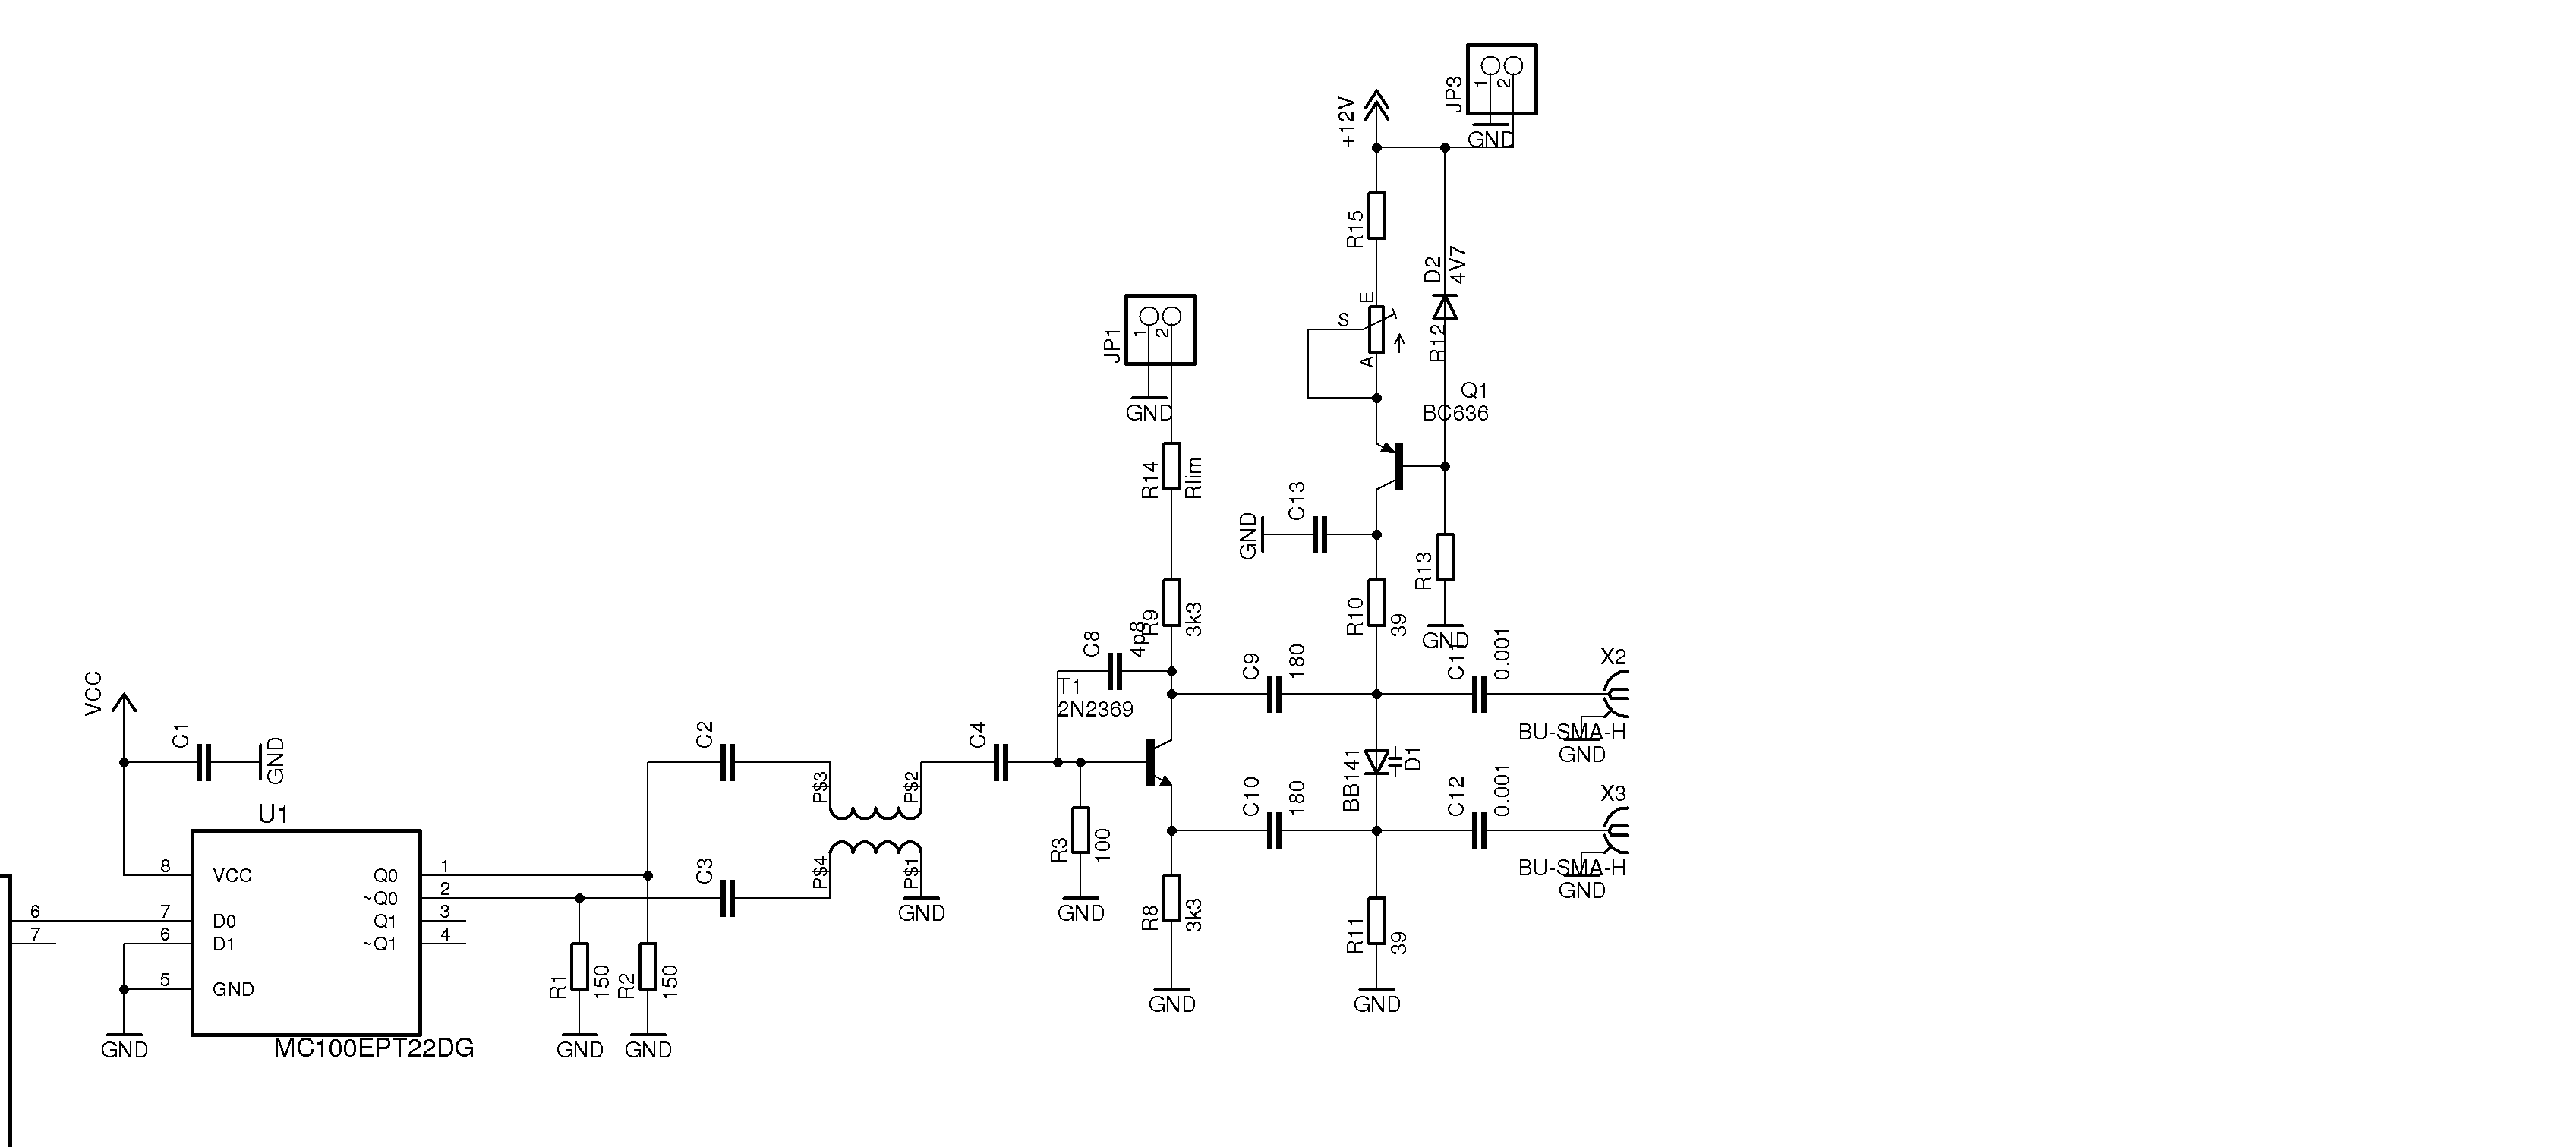 JP3
1
2
GND
+12V
R15
D2
4V7
E
S
A
R12
JP1
1
2
GND
Q1
BC636
R14
Rlim
C13
GND
R13
GND
R9
3k3
R10
39
C8
4p8
T1
2N2369
C9
180
C11
0.001
X2
BU-SMA-H
GND
VCC
C1
GND
C2
C4
P$3
P$2
BB141
D1
C10
180
C12
0.001
X3
BU-SMA-H
GND
U1
R3
100
GND
C3
P$4
P$1
GND
8
VCC
Q0
1
~Q0
2
6
7
D0
Q1
3
7
6
D1
~Q1
4
5
GND
GND
MC100EPT22DG
R1
150
GND
R2
150
GND
R8
3k3
GND
R11
39
GND